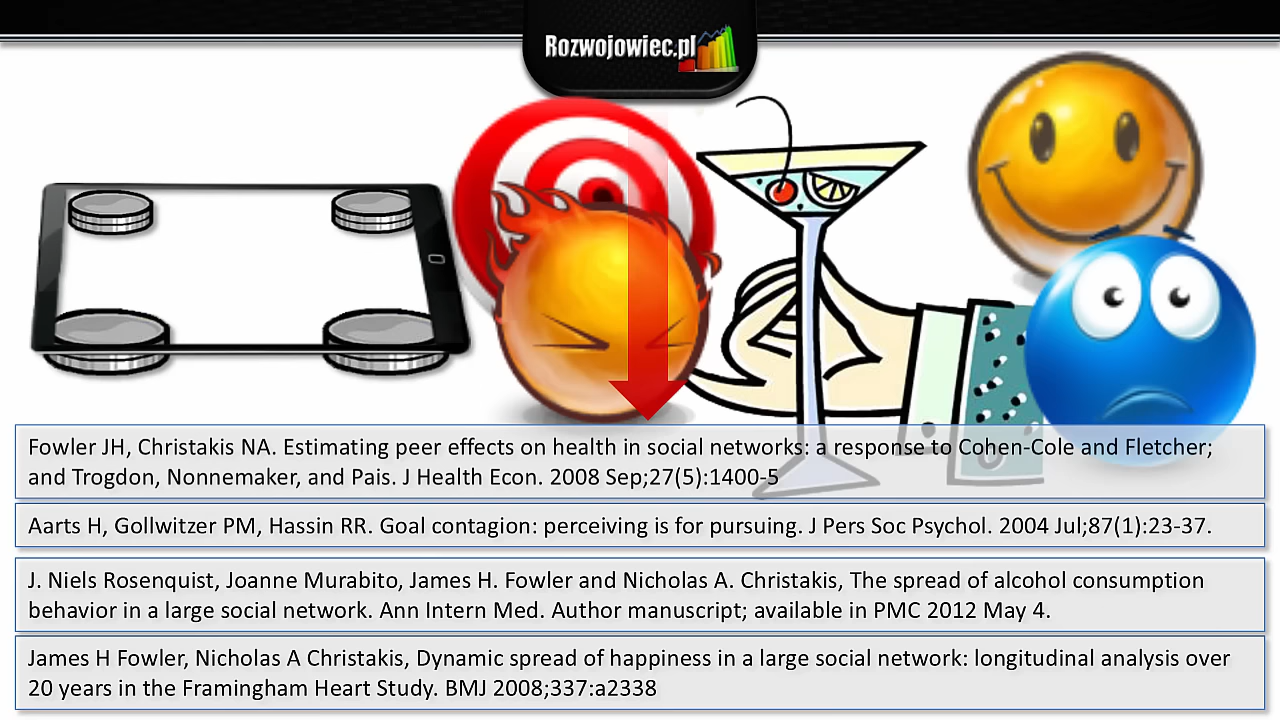 Rozwojowiec.pl
Fowler JH, Christakis NA. Estimating peer effects on health in social networks: a response to Cohen-Cole and Fletcher;
and Trogdon, Nonnemaker, and Pais. J Health Econ. 2008 Sep;27(5):1400-5
Aarts H, Gollwitzer PM, Hassin RR. Goal contagion: perceiving is for pursuing. J Pers Soc Psychol. 2004 Jul;87(1):23-37.
J. Niels Rosenquist, Joanne Murabito, James H. Fowler and Nicholas A. Christakis, The spread of alcohol consumption
behavior in a large social network. Ann Intern Med. Author manuscript; available in PMC 2012 May 4.
James H Fowler, Nicholas A Christakis, Dynamic spread of happiness in a large social network: longitudinal analysis over
20 years in the Framingham Heart Study. BMJ 2008;337:a2338